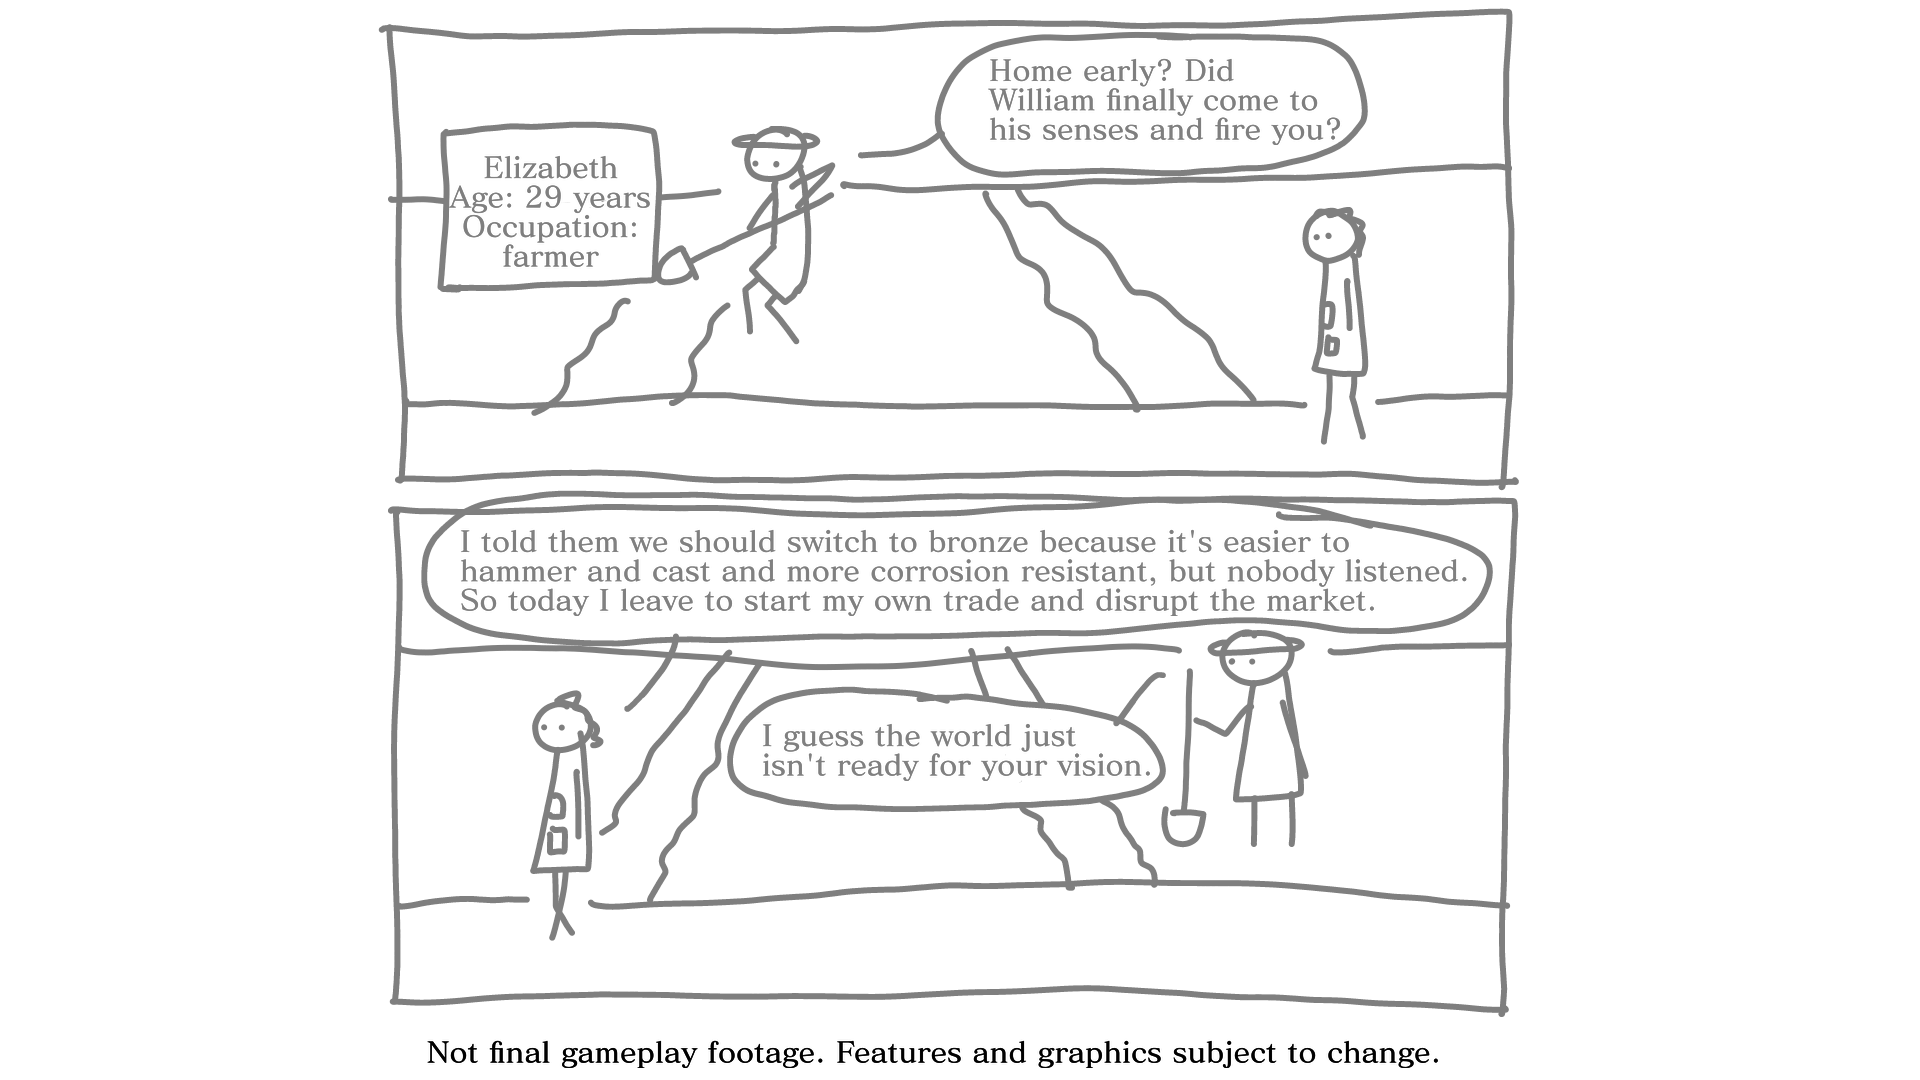 Home early? Did
William finally come to
his senses and fire you?
Elizabeth
Age: 29 years
Occupation:
farmer
I told them we should switch to bronze because it's easier to
hammer and cast and more corrosion resistant, but nobody listened.
So today I leave to start my own trade and disrupt the market.
I guess the world just
isn't ready for your vision.
Not final gameplay footage. Features and graphics subject to change.